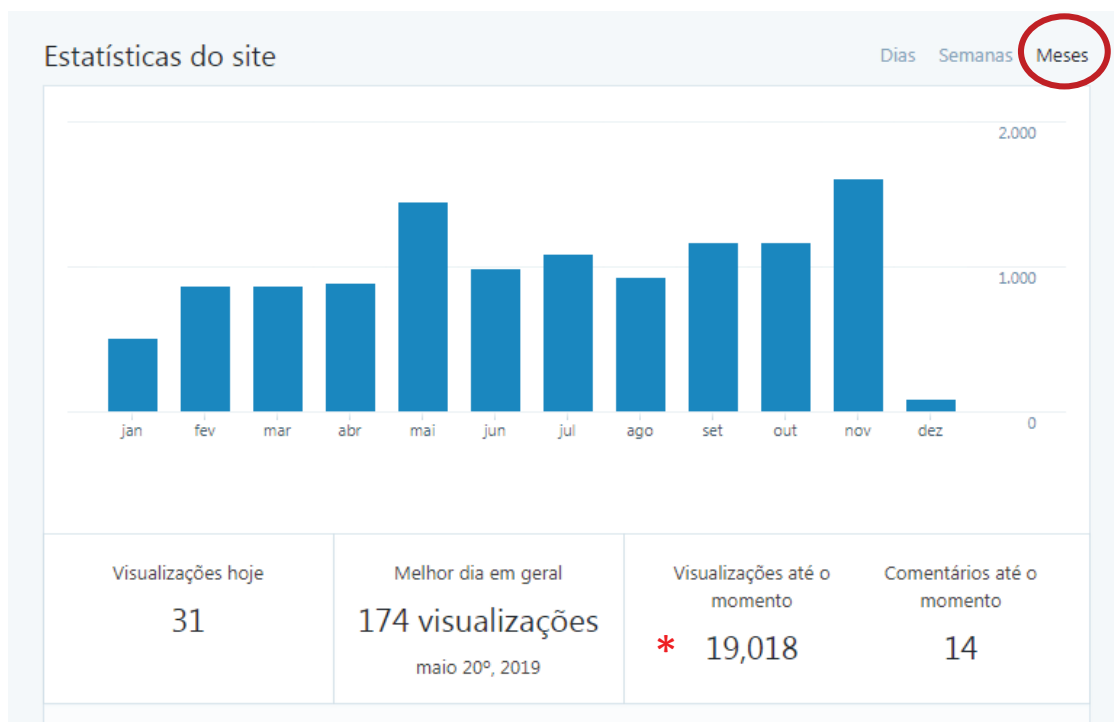 Estatísticas do site
Dias Semanas Meses
2.000
1.000
0
jan fev mar abr mai jun jul ago set out nov dez
Visualizações hoje
31
Melhor dia em geral
174 visualizações
maio 20º, 2019
Visualizações até o
momento
* 19,018
Comentários até o
momento
14